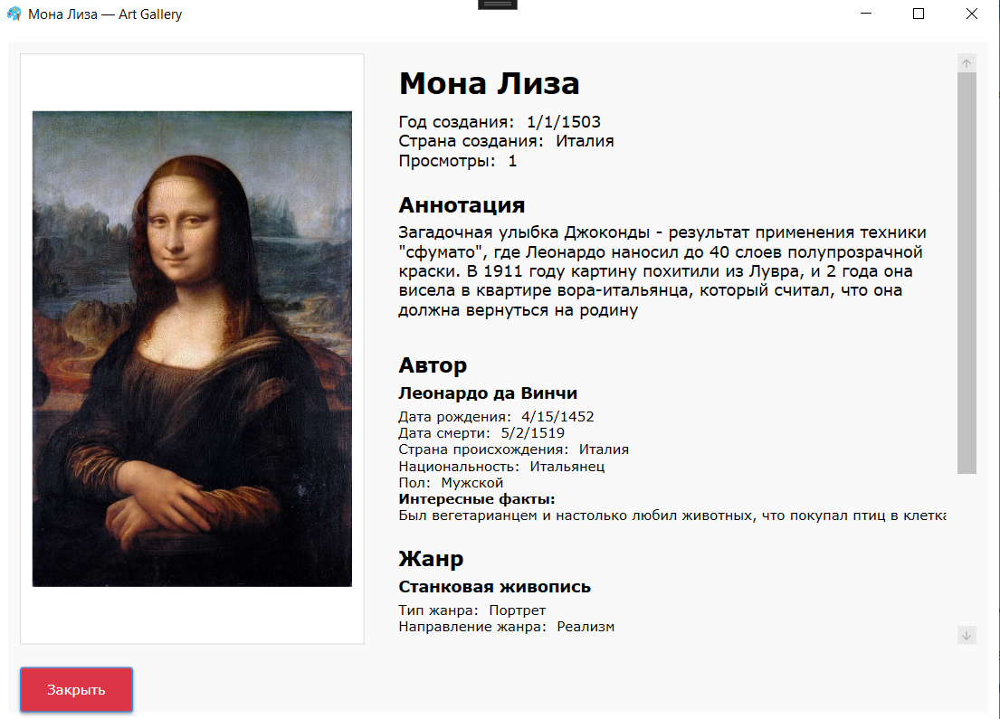 Мона Лиза — Art Gallery
Мона Лиза
Год создания: 1/1/1503
Страна создания: Италия
Просмотры: 1
Аннотация
Загадочная улыбка Джоконды - результат применения техники
"сфумато", где Леонардо наносил до 40 слоев полупрозрачной
краски. В 1911 году картину похитили из Лувра, и 2 года она
висела в квартире вора-итальянца, который считал, что она
должна вернуться на родину
Автор
Леонардо да Винчи
Дата рождения: 4/15/1452
Дата смерти: 5/2/1519
Страна происхождения: Италия
Национальность: Итальянец
Пол: Мужской
Интересные факты:
Был вегетарианцем и настолько любил животных, что покупал птиц в
Жанр
Станковая живопись
Тип жанра: Портрет
Направление жанра: Реализм
Закрыть